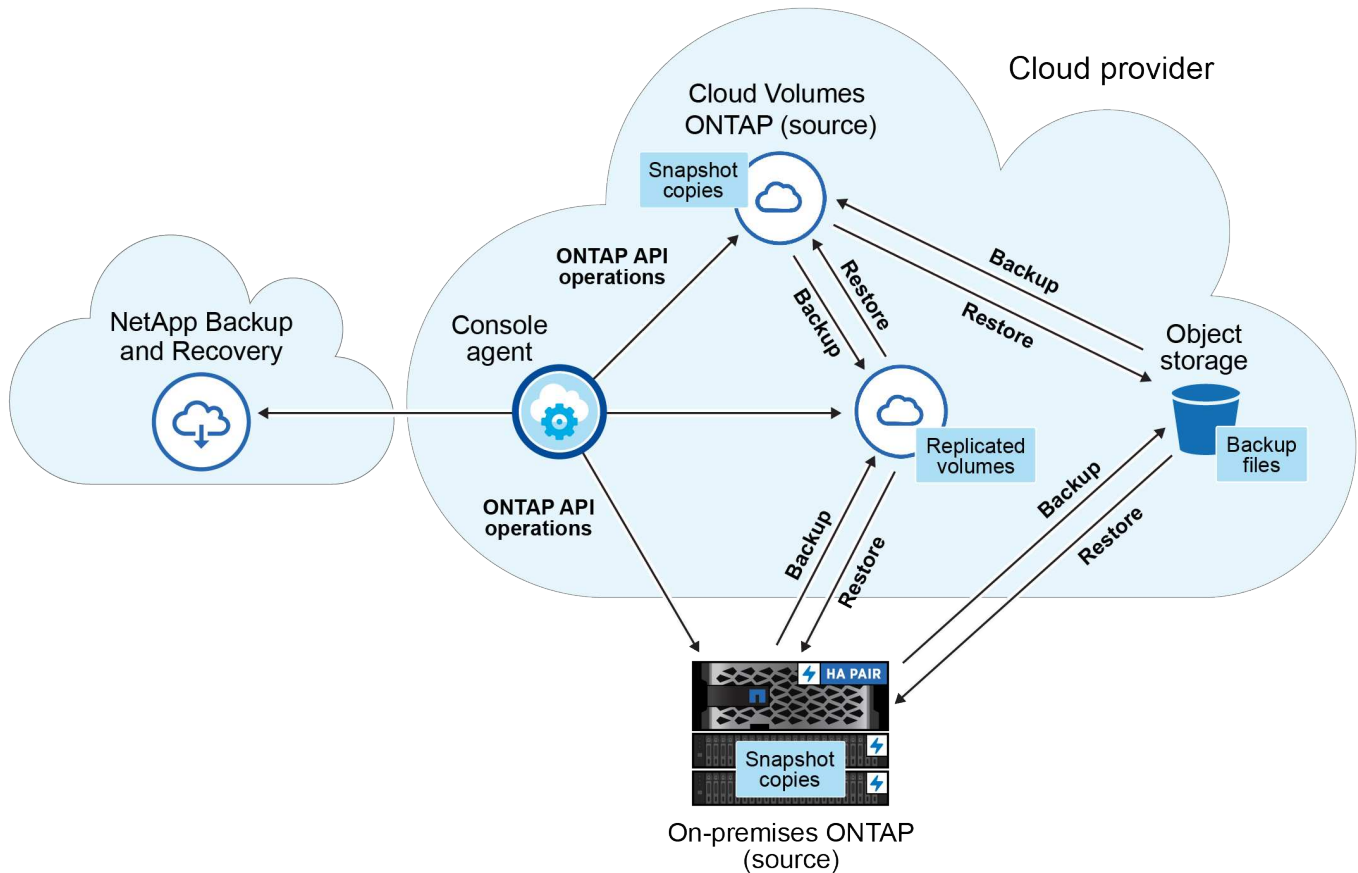 Cloud provider
Cloud Volumes
ONTAP (source)
Snapshot
copies
ONTAP API
operations
Backup
Restore
Restore
Backup
NetApp Backup
and Recovery
Console
agent
Object
storage
Replicated
volumes
Backup
files
ONTAP API
operations
Backup
Restore
Backup
Restore
HA PAIR
Snapshot
copies
On-premises ONTAP
(source)